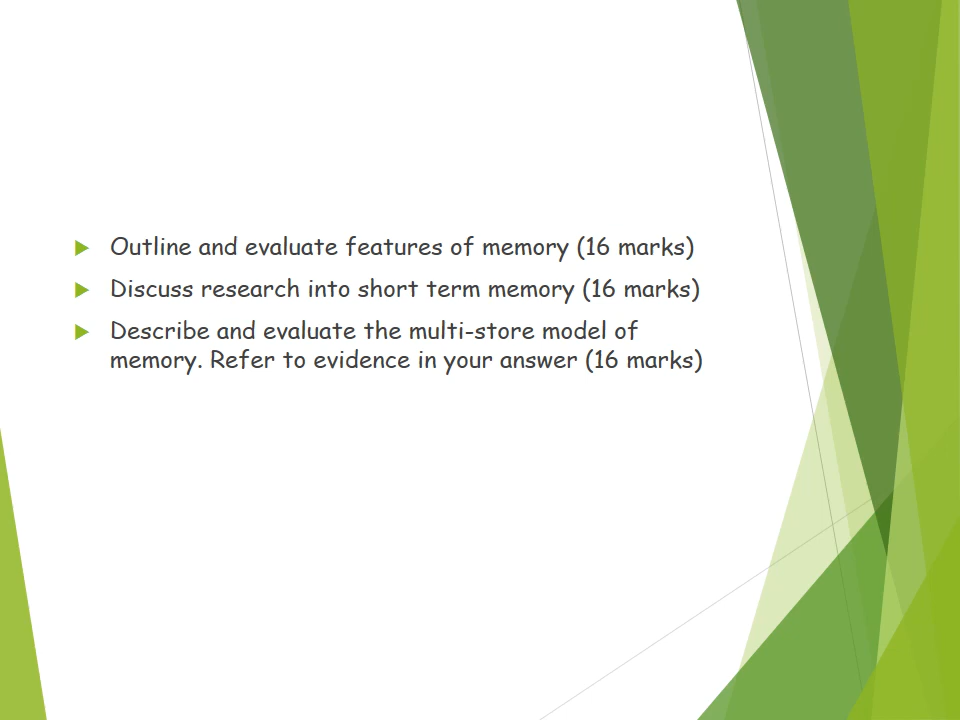 Outline and evaluate features of memory (16 marks)
Discuss research into short term memory (16 marks)
Describe and evaluate the multi-store model of
memory. Refer to evidence in your answer (16 marks)